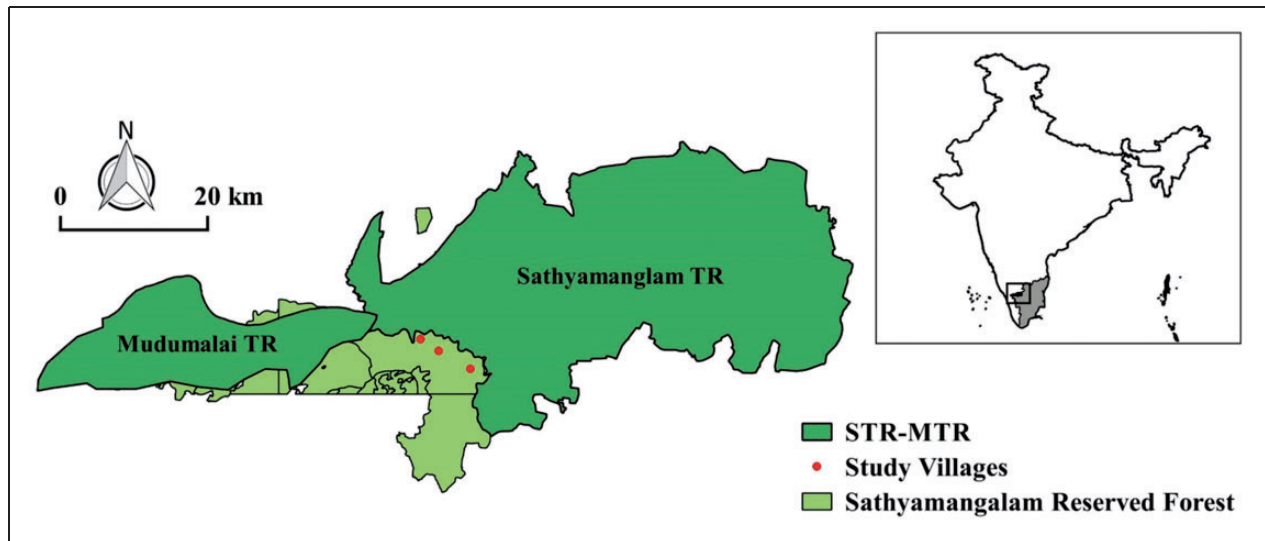 N
0 20 km
Sathyamanglam TR
Mudumalai TR
STR-MTR
Study Villages
Sathyamangalam Reserved Forest